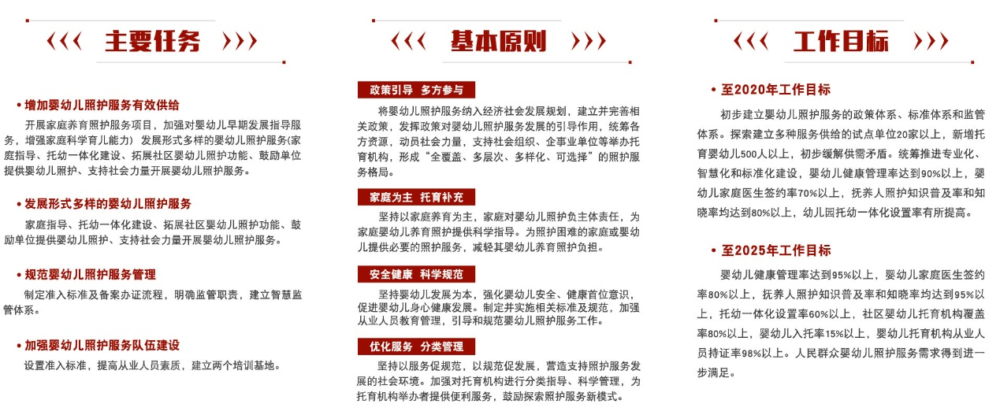 主要任务
• 增加婴幼儿照护服务有效供给
开展家庭养育照护服务项目，加强对婴幼儿早期发展指导服
务，增强家庭科学育儿能力）发展形式多样的婴幼儿照护服务(家
庭指导、托幼一体化建设、拓展社区婴幼儿照护功能、鼓励单位
提供婴幼儿照护、支持社会力量开展婴幼儿照护服务。
• 发展形式多样的婴幼儿照护服务
家庭指导、托幼一体化建设、拓展社区婴幼儿照护功能、鼓
励单位提供婴幼儿照护、支持社会力量开展婴幼儿照护服务。
• 规范婴幼儿照护服务管理
制定准入标准及备案办证流程，明确监管职责，建立智慧监
管体系。
• 加强婴幼儿照护服务队伍建设
设置准入标准，提高从业人员素质，建立两个培训基地。
基本原则
政策引导 多方参与
将婴幼儿照护服务纳入经济社会发展规划，建立并完善相
关政策，发挥政策对婴幼儿照护服务发展的引导作用，统筹各
方资源，动员社会力量，支持社会组织、企事业单位等举办托
育机构，形成“全覆盖、多层次、多样化、可选择”的照护服
务格局。
家庭为主 托育补充
坚持以家庭养育为主，家庭对婴幼儿照护负主体责任，为
家庭婴幼儿养育照护提供科学指导。为照护困难的家庭或婴幼
儿提供必要的照护服务，减轻其婴幼儿养育照护负担。
安全健康 科学规范
坚持婴幼儿发展为本，强化婴幼儿安全、健康首位意识，
促进婴幼儿身心健康发展。制定并实施相关标准及规范，加强
从业人员教育管理，引导和规范婴幼儿照护服务工作。
优化服务 分类管理
坚持以服务促规范，以规范促发展，营造支持照护服务发
展的社会环境。加强对托育机构进行分类指导、科学管理，为
托育机构举办者提供便利服务，鼓励探索照护服务新模式。
工作目标
• 至2020年工作目标
初步建立婴幼儿照护服务的政策体系、标准体系和监管
体系。探索建立多种服务供给的试点单位20家以上，新增托
育婴幼儿500人以上，初步缓解供需矛盾。统筹推进专业化、
智慧化和标准化建设，婴幼儿健康管理率达到90%以上，婴
幼儿家庭医生签约率70%以上，抚养人照护知识普及率和知
晓率均达到80%以上，幼儿园托幼一体化设置率有所提高。
• 至2025年工作目标
婴幼儿健康管理率达到95%以上，婴幼儿家庭医生签约
率80%以上，抚养人照护知识普及率和知晓率均达到95%以
上，托幼一体化设置率60%以上，社区婴幼儿托育机构覆盖
率80%以上，婴幼儿入托率15%以上，婴幼儿托育机构从业人
员持证率98%以上。人民群众婴幼儿照护服务需求得到进一
步满足。